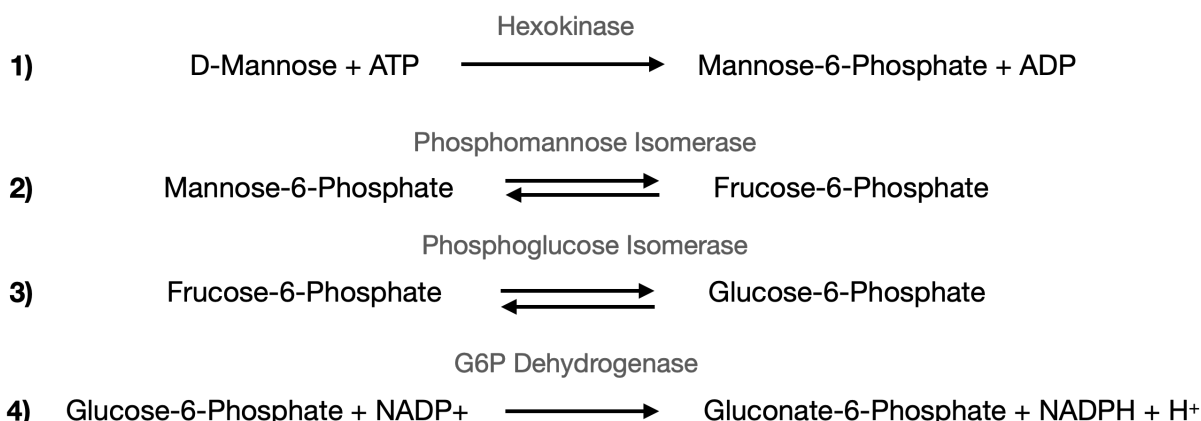 Hexokinase
1) D-Mannose + ATP Mannose-6-Phosphate + ADP
Phosphomannose Isomerase
2) Mannose-6-Phosphate Frucose-6-Phosphate
Phosphoglucose Isomerase
3) Frucose-6-Phosphate Glucose-6-Phosphate
G6P Dehydrogenase
4) Glucose-6-Phosphate + NADP+ Gluconate-6-Phosphate + NADPH + H+